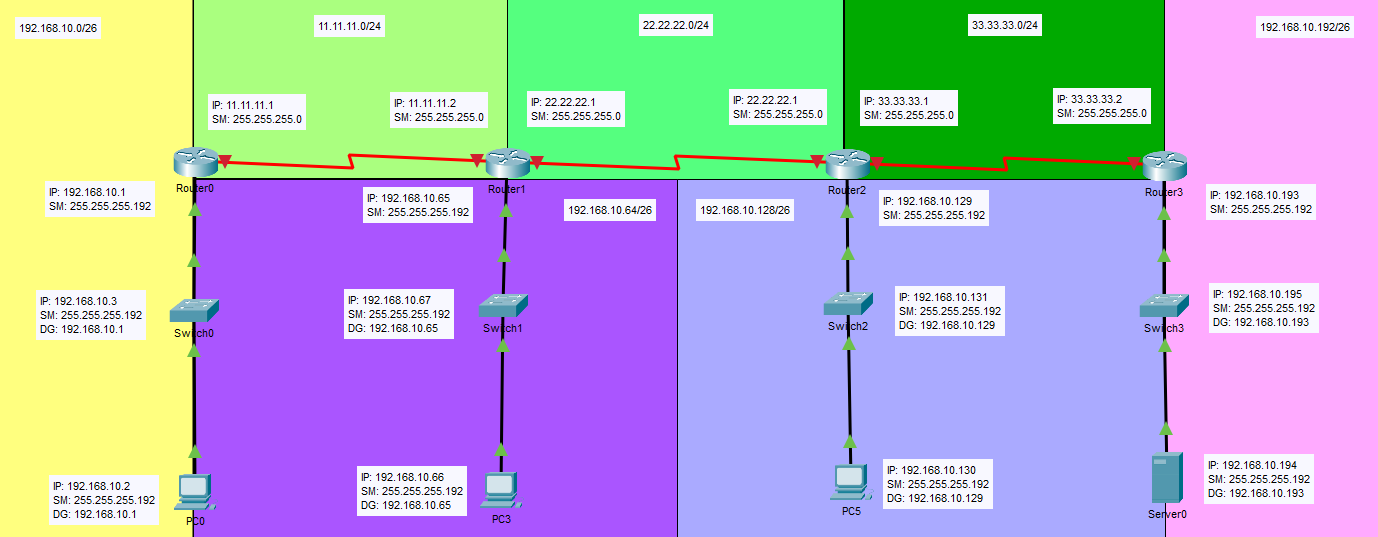 192.168.10.0/26
11.11.11.0/24
22.22.22.0/24
33.33.33.0/24
192.168.10.192/26
IP: 11.11.11.1
SM: 255.255.255.0
IP: 11.11.11.2
SM: 255.255.255.0
IP: 22.22.22.1
SM: 255.255.255.0
IP: 22.22.22.1
SM: 255.255.255.0
IP: 33.33.33.1
SM: 255.255.255.0
IP: 33.33.33.2
SM: 255.255.255.0
Router0
Router1
Router2
Router3
IP: 192.168.10.1
SM: 255.255.255.192
IP: 192.168.10.65
SM: 255.255.255.192
192.168.10.64/26
192.168.10.128/26
IP: 192.168.10.129
SM: 255.255.255.192
IP: 192.168.10.193
SM: 255.255.255.192
IP: 192.168.10.3
SM: 255.255.255.192
DG: 192.168.10.1
Switch0
IP: 192.168.10.67
SM: 255.255.255.192
DG: 192.168.10.65
Switch1
Switch2
IP: 192.168.10.131
SM: 255.255.255.192
DG: 192.168.10.129
Switch3
IP: 192.168.10.195
SM: 255.255.255.192
DG: 192.168.10.193
IP: 192.168.10.2
SM: 255.255.255.192
DG: 192.168.10.1
PC0
IP: 192.168.10.66
SM: 255.255.255.192
DG: 192.168.10.65
PC3
PC5
IP: 192.168.10.130
SM: 255.255.255.192
DG: 192.168.10.129
Server0
IP: 192.168.10.194
SM: 255.255.255.192
DG: 192.168.10.193